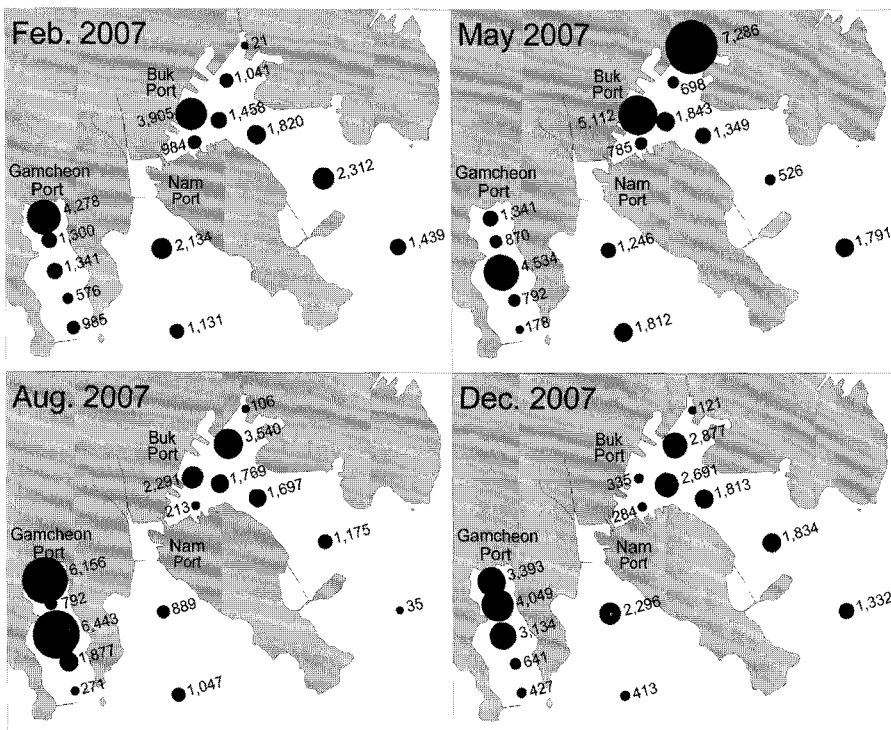 Feb. 2007
21
1,041
Buk
Port
3,905
1,458
984
1,820
2,312
Gamcheon
Port
Nam
Port
4,278
1,300
2,134
1,439
1,341
576
985
1,131
May 2007
7,286
698
Buk
Port
5,112
1,843
785
1,349
526
Gamcheon
Port
Nam
Port
1,341
870
1,246
1,791
4,534
792
178
1,812
Aug. 2007
106
3,540
Buk
Port
2,291
1,769
213
1,697
1,175
Gamcheon
Port
Nam
Port
6,156
792
889
35
6,443
1,877
271
1,047
Dec. 2007
121
2,877
Buk
Port
335
2,691
284
1,813
1,834
Gamcheon
Port
Nam
Port
3,393
4,049
2,296
1,332
3,134
641
427
413